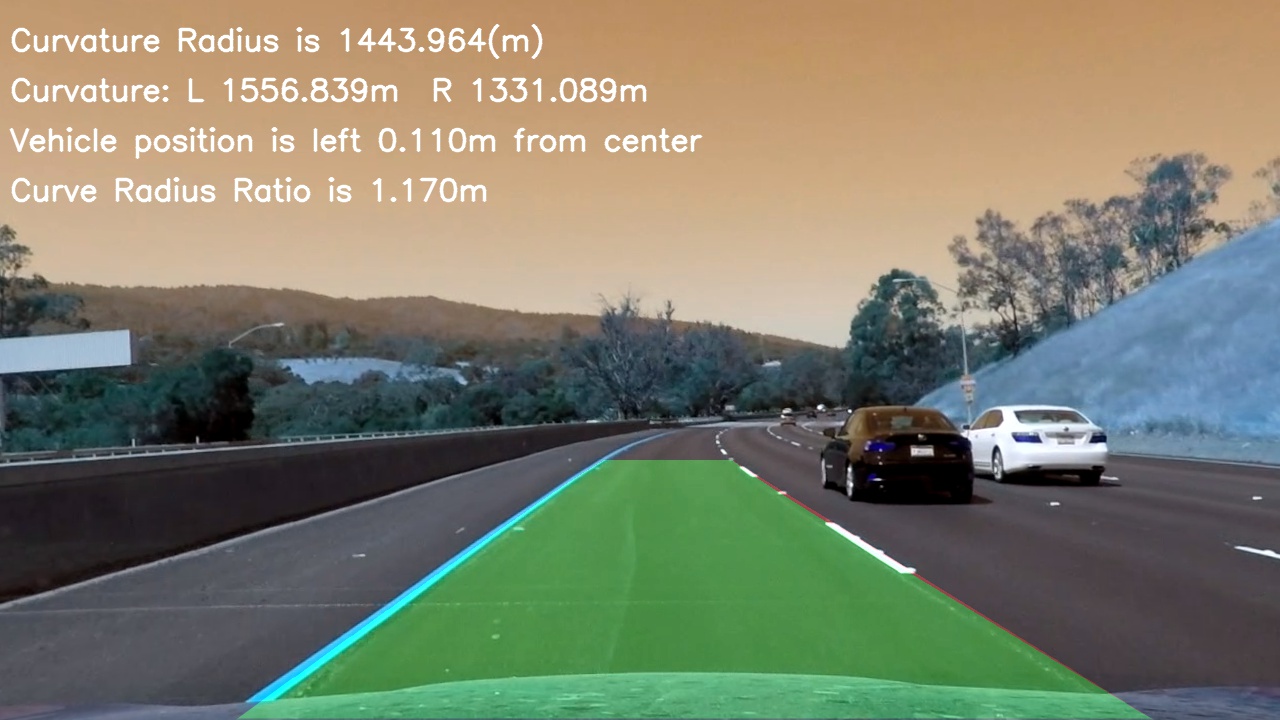 Curvature Radius is 1443.964(m)
Curvature: L 1556.839m R 1331.089m
Vehicle position is left 0.110m from center
Curve Radius Ratio is 1.170m